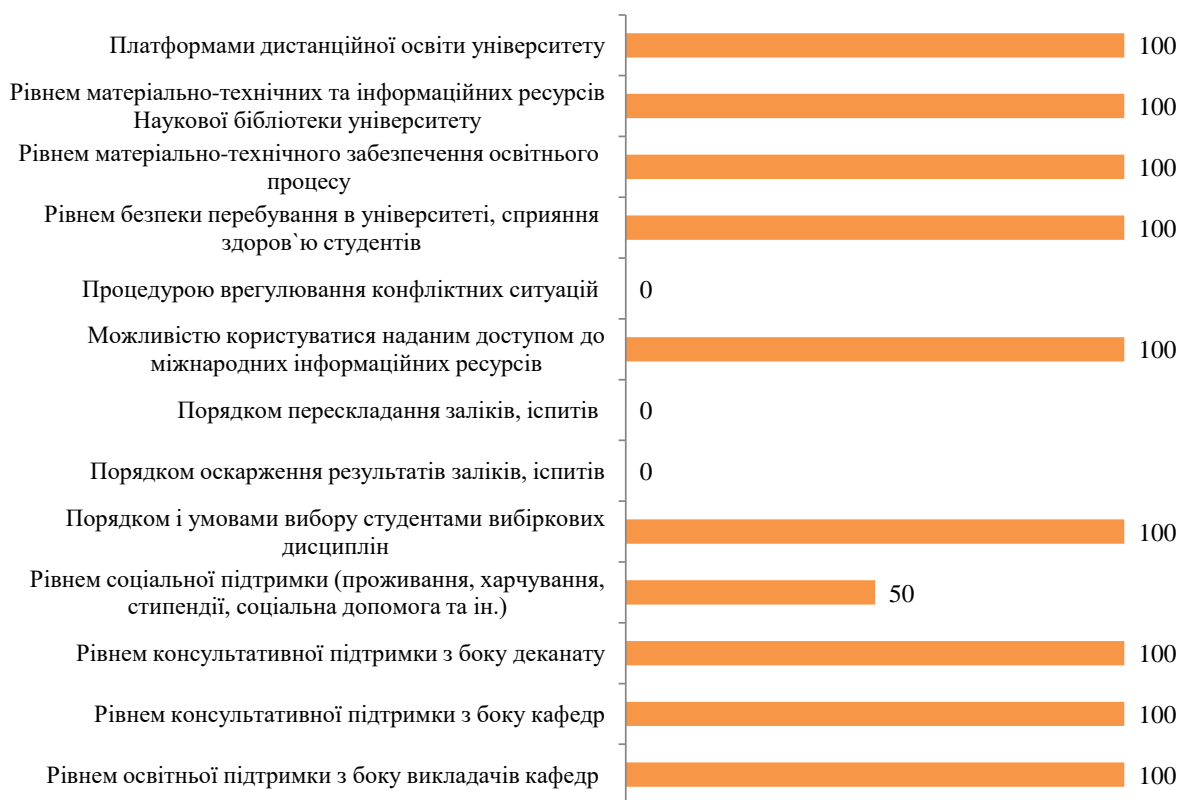 Платформами дистанційної освіти університету
100
Рівнем матеріально-технічних та інформаційних ресурсів
Наукової бібліотеки університету
100
Рівнем матеріально-технічного забезпечення освітнього
процесу
100
Рівнем безпеки перебування в університеті, сприяння
здоров`ю студентів
100
Процедурою врегулювання конфліктних ситуацій
0
Можливістю користуватися наданим доступом до
міжнародних інформаційних ресурсів
100
Порядком перескладання заліків, іспитів
0
Порядком оскарження результатів заліків, іспитів
0
Порядком і умовами вибору студентами вибіркових
дисциплін
100
Рівнем соціальної підтримки (проживання, харчування,
стипендії, соціальна допомога та ін.)
50
Рівнем консультативної підтримки з боку деканату
100
Рівнем консультативної підтримки з боку кафедр
100
Рівнем освітньої підтримки з боку викладачів кафедр
100